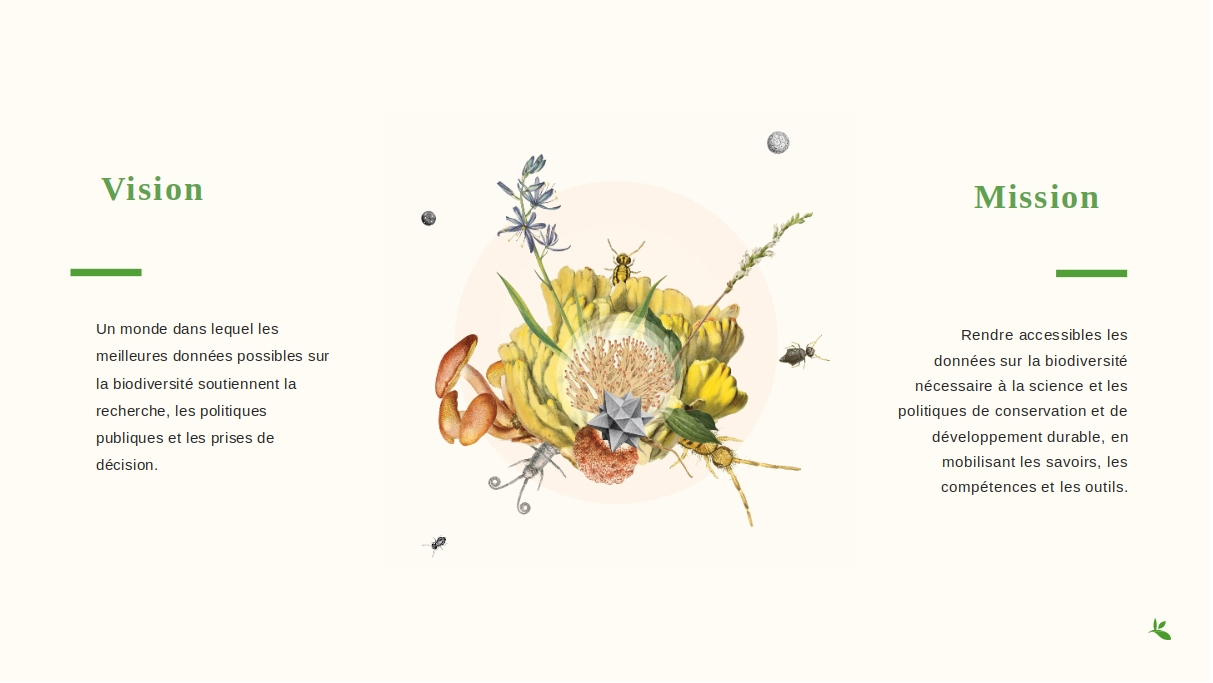 Vision
Un monde dans lequel les
meilleures données possibles sur
la biodiversité soutiennent la
recherche, les politiques
publiques et les prises de
décision.
Mission
Rendre accessibles les
données sur la biodiversité
nécessaire à la science et les
politiques de conservation et de
développement durable, en
mobilisant les savoirs, les
compétences et les outils.